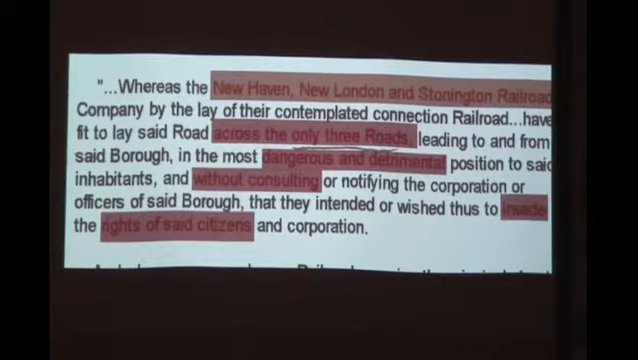 "...Whereas the New Haven, New London and Stonington Railroad
Company by the lay of their contemplated connection Railroad...have
fit to lay said Road across the only three Roads, leading to and from
said Borough, in the most dangerous and detrimental position to said
inhabitants, and without consulting or notifying the corporation or
officers of said Borough, that they intended or wished thus to invade
the rights of said citizens and corporation.